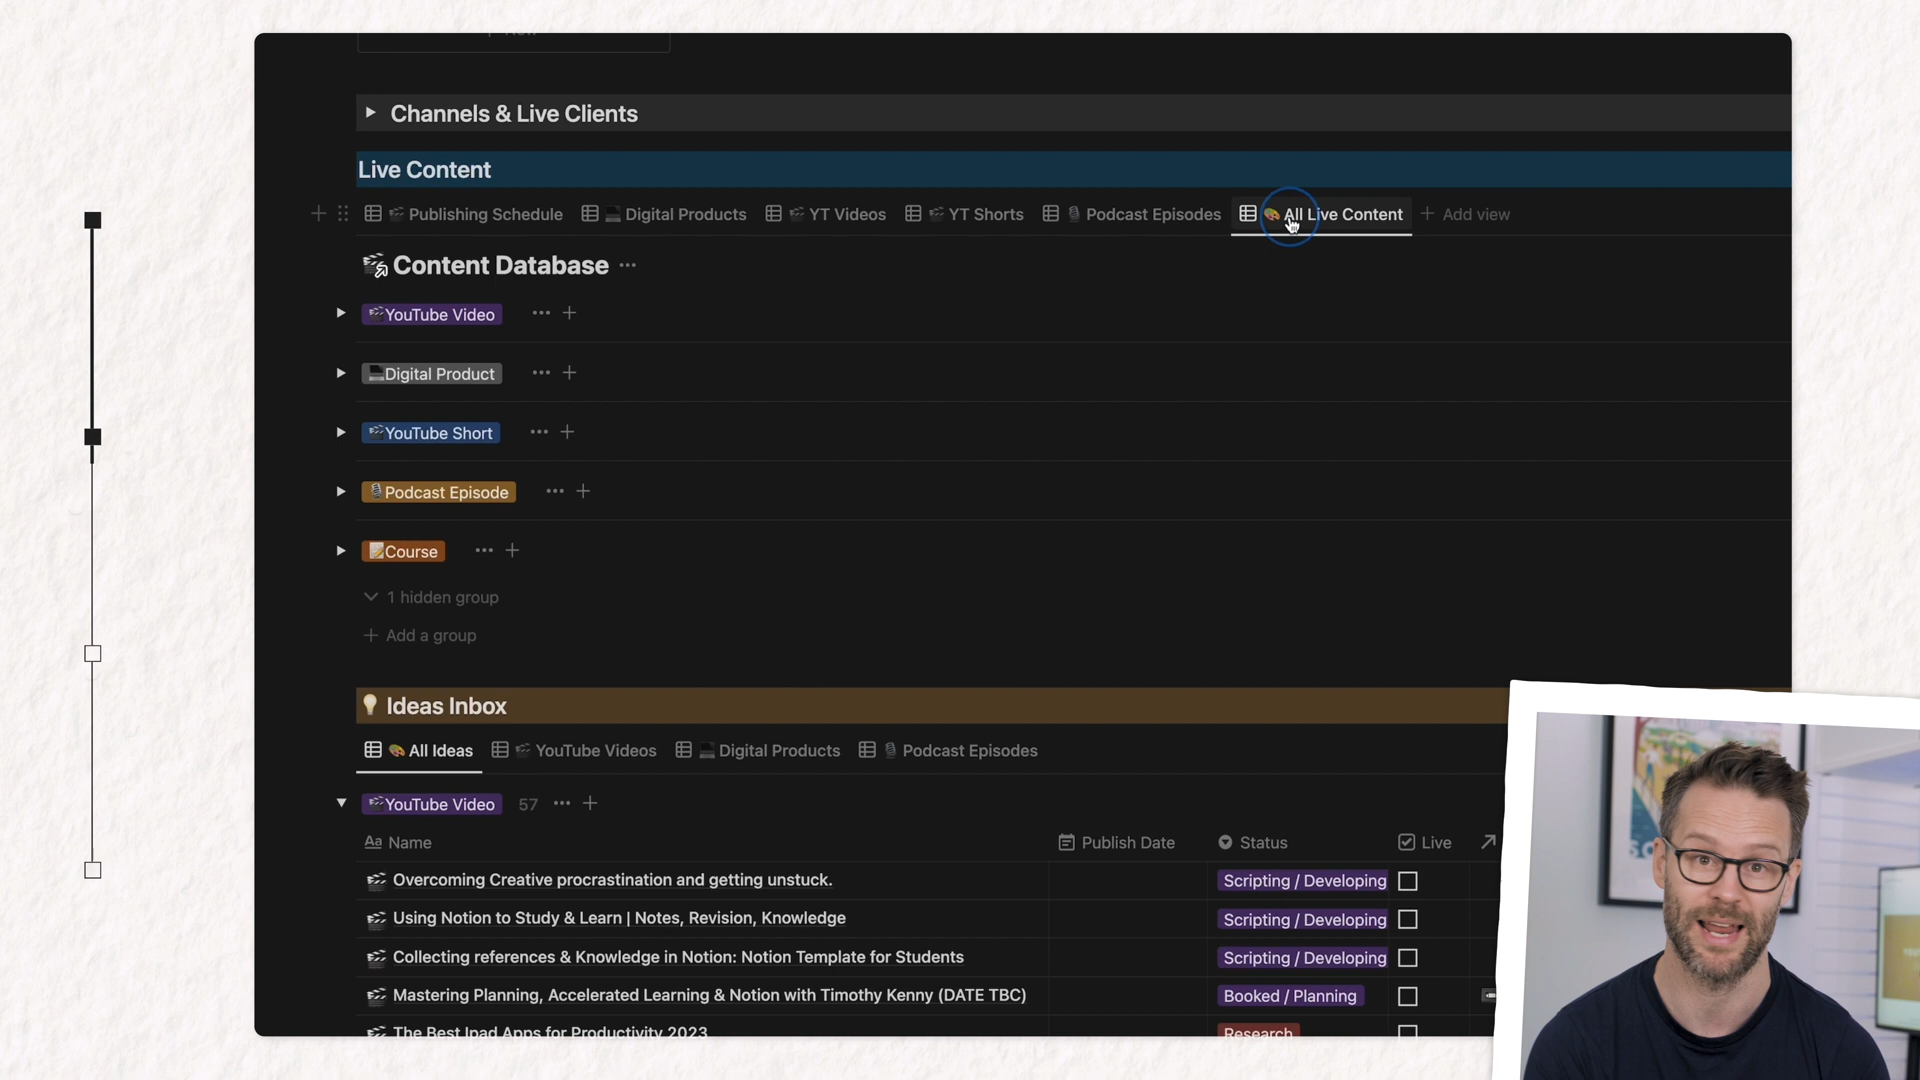 Channels & Live Clients
Live Content
Publishing Schedule Digital Products YT Videos YT Shorts Podcast Episodes All Live Content Add view
Content Database
YouTube Video
Digital Product
YouTube Short
Podcast Episode
Course
1 hidden group
Add a group
Ideas Inbox
All Ideas YouTube Videos Digital Products Podcast Episodes
YouTube Video 57
Aa Name Publish Date Status Live
Overcoming Creative procrastination and getting unstuck. Scripting / Developing
Using Notion to Study & Learn | Notes, Revision, Knowledge Scripting / Developing
Collecting references & Knowledge in Notion: Notion Template for Students Scripting / Developing
Mastering Planning, Accelerated Learning & Notion with Timothy Kenny (DATE TBC) Booked / Planning
The Best Ipad Apps for Productivity 2023 Research